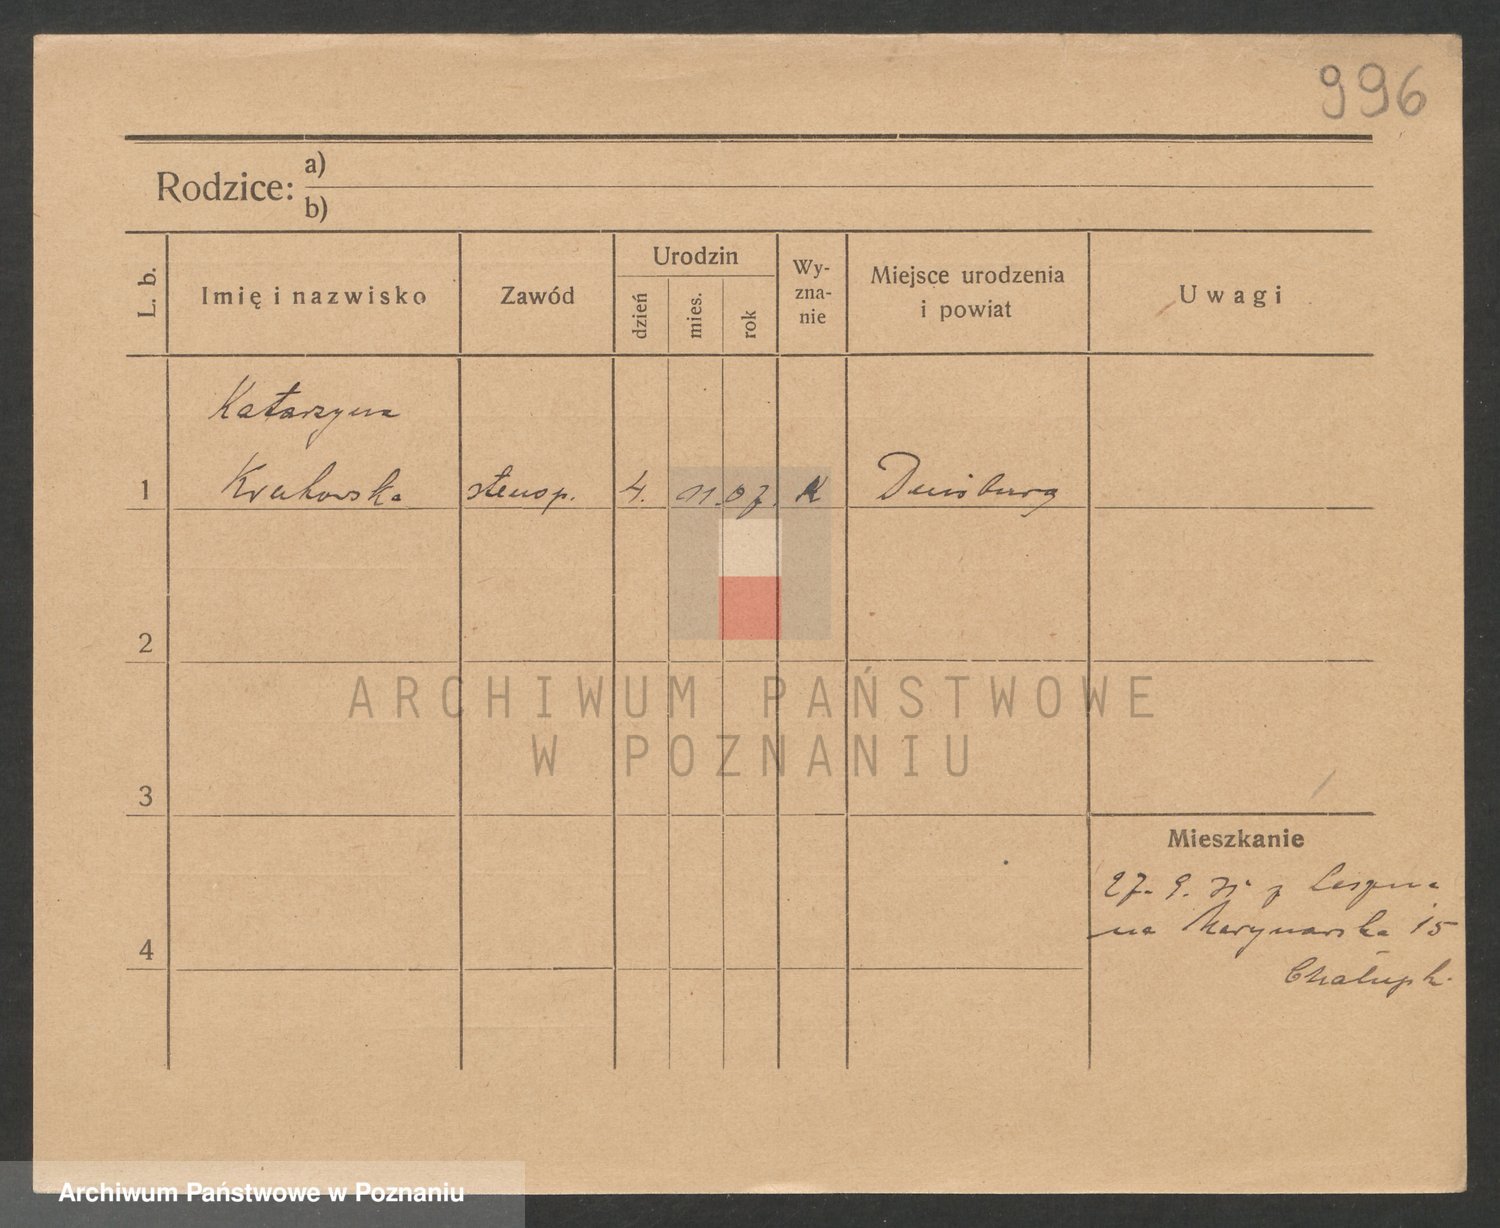 996
Rodzice:
a)
b)
L. b.
Imię i nazwisko
Zawód
Urodzin
dzień
mies.
rok
Wy-
zna-
nie
Miejsce urodzenia
i powiat
Uwagi
Katarzyna
1 Krakowska stenop. 4. 11. 07. K Duisburg
2
3
4
Mieszkanie
27. 9. z Leszna
na Marynarska 15
ARCHIWUM PAŃSTWOWE
W POZNANIU
Archiwum Państwowe w Poznaniu